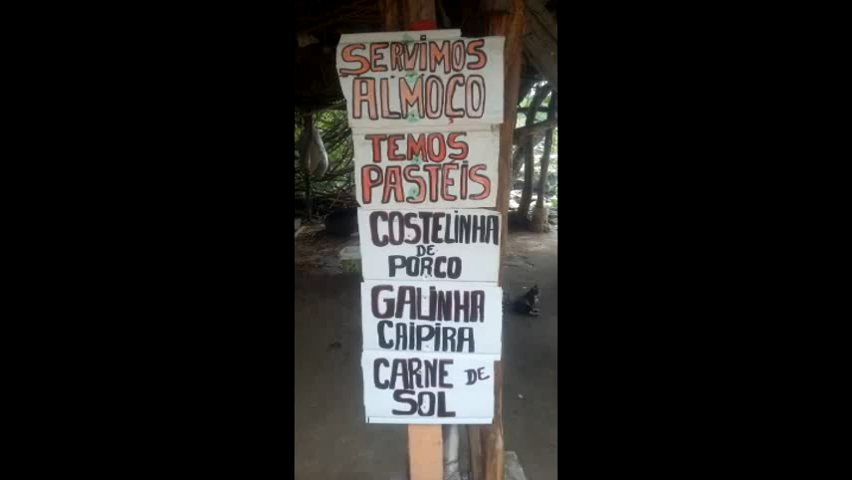 SERVIMOS
ALMOÇO
TEMOS
PASTÉIS
COSTELINHA
DE
PORCO
GALINHA
CAIPIRA
CARNE DE
SOL